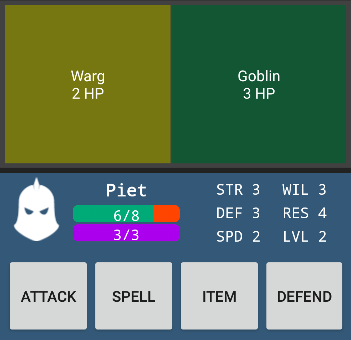 Warg
2 HP
Goblin
3 HP
Piet
6/8
3/3
STR 3 WIL 3
DEF 3 RES 4
SPD 2 LVL 2
ATTACK
SPELL
ITEM
DEFEND